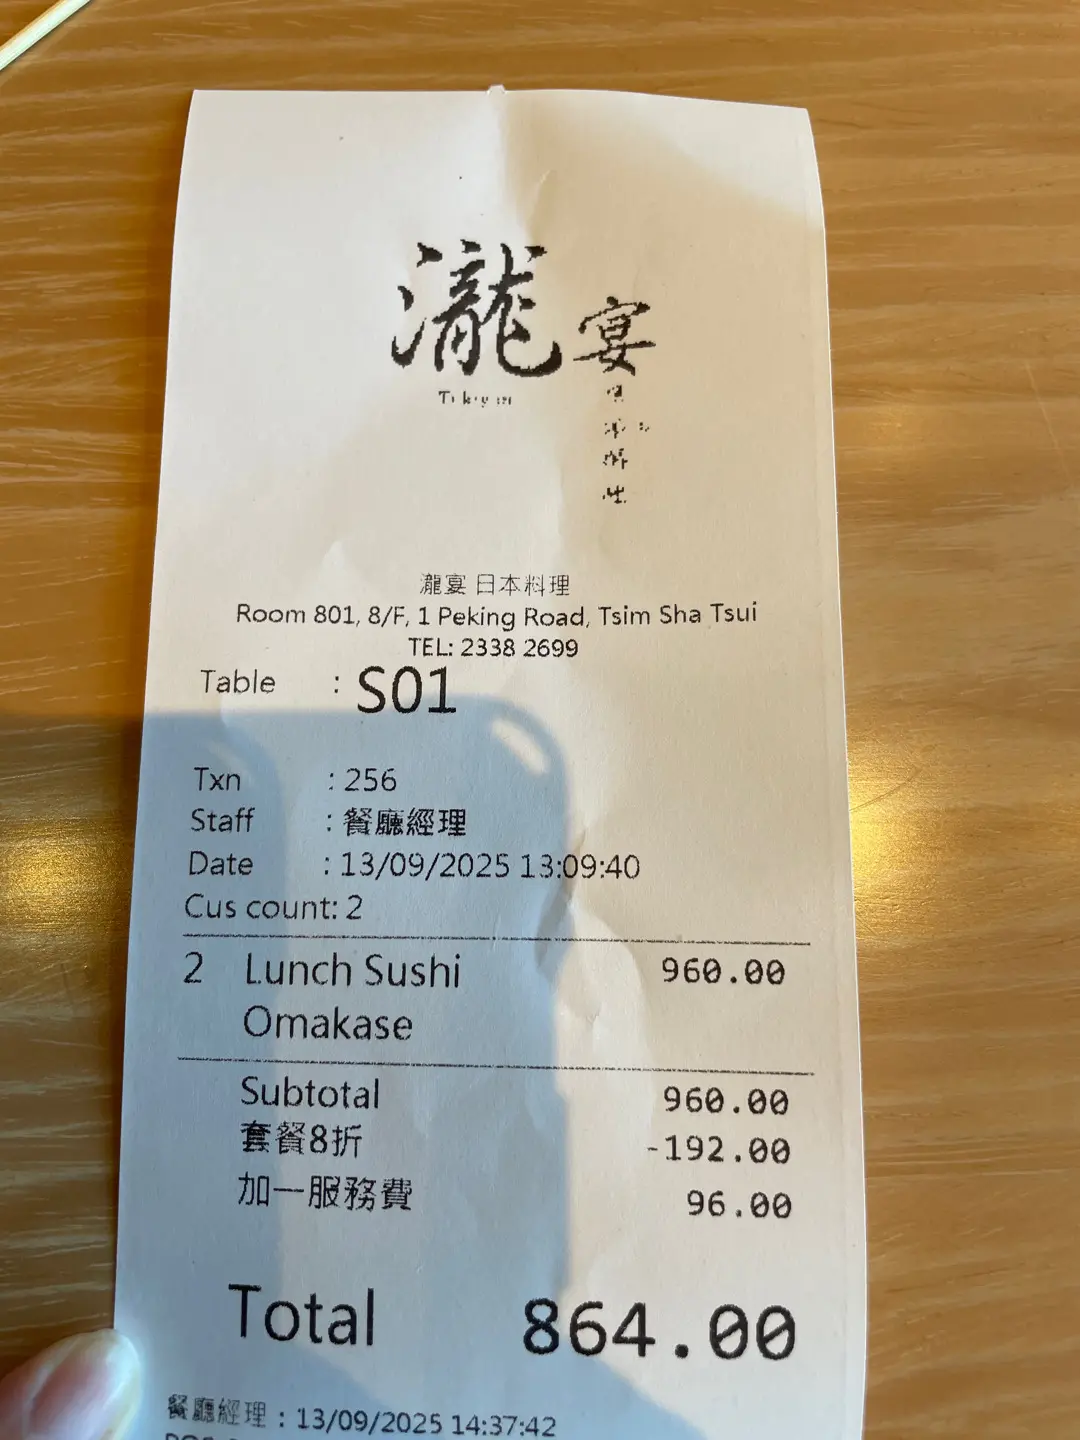 瀧宴
瀧宴 日本料理
Room 801, 8/F, 1 Peking Road, Tsim Sha Tsui
TEL: 2338 2699
Table : S01
Txn : 256
Staff : 餐廳經理
Date : 13/09/2025 13:09:40
Cus count: 2
2 Lunch Sushi 960.00
Omakase
Subtotal 960.00
套餐8折 -192.00
加一服務費 96.00
Total 864.00
餐廳經理 : 13/09/2025 14:37:42